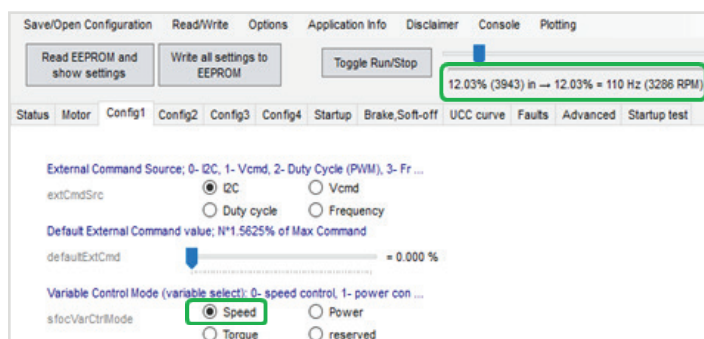 Save/Open Configuration Read/Write Options Application Info Disclaimer Console Plotting
Read EEPROM and show settings
Write all settings to EEPROM
Toggle Run/Stop
12.03% (3943) in → 12.03% = 110 Hz (3286 RPM)
Status Motor Config1 Config2 Config3 Config4 Startup Brake,Soft-off UCC curve Faults Advanced Startup test
External Command Source; 0- I2C, 1- Vcmd, 2- Duty Cycle (PWM), 3- Fr ...
extCmdSrc
I2C Vcmd
Duty cycle Frequency
Default External Command value; N*1.5625% of Max Command
defaultExtCmd = 0.000 %
Variable Control Mode (variable select); 0- speed control, 1- power con ...
sfocVarCtrlMode
Speed Power
Torque reserved